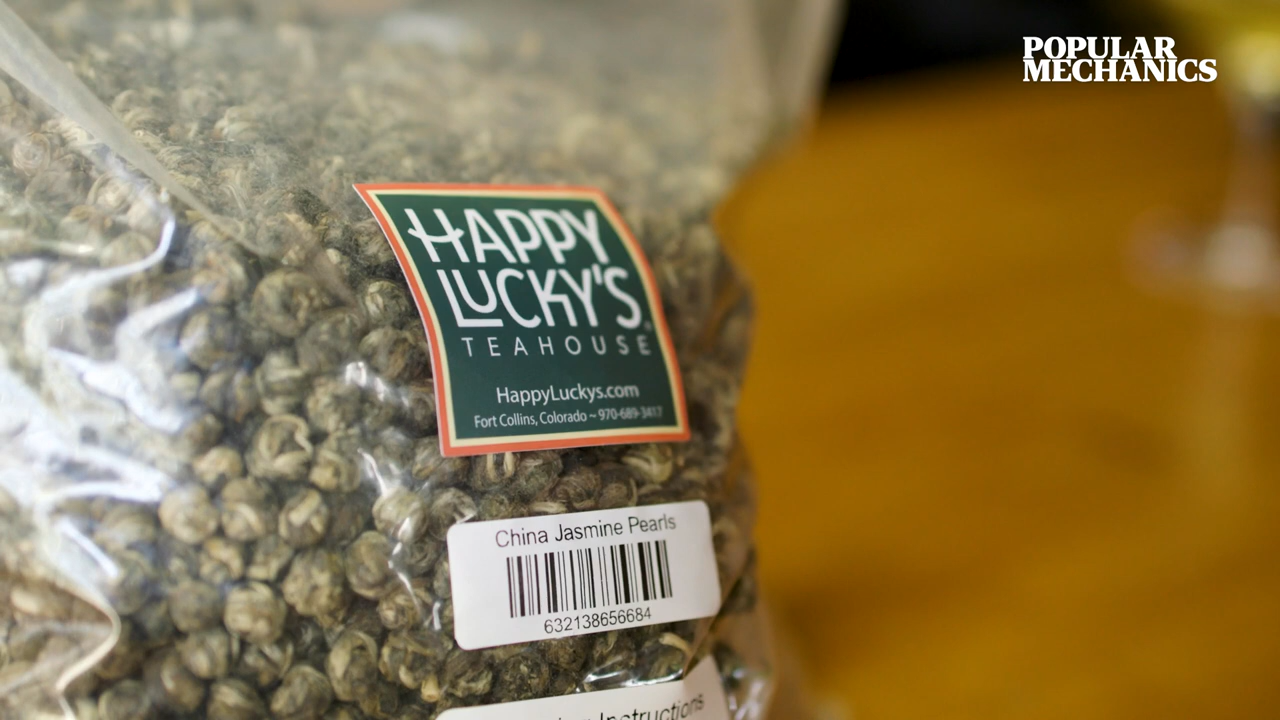 POPULAR
MECHANICS
HAPPY
LUCKY'S
TEAHOUSE
HappyLuckys.com
Fort Collins, Colorado ~ 970-689-3417
China Jasmine Pearls
632138656684
Instructions